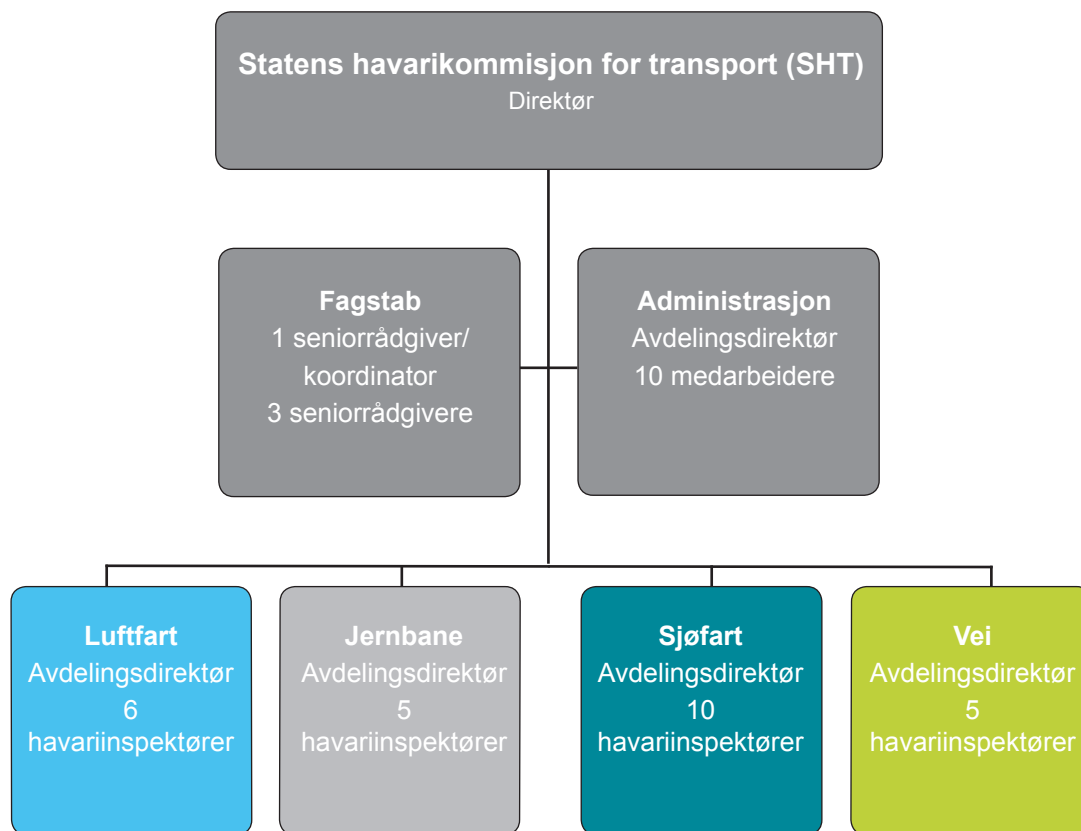 Statens havarikommisjon for transport (SHT)
Direktør
Fagstab
1 seniorrådgiver/
koordinator
3 seniorrådgivere
Administrasjon
Avdelingsdirektør
10 medarbeidere
Luftfart
Avdelingsdirektør
6
havariinspektører
Jernbane
Avdelingsdirektør
5
havariinspektører
Sjøfart
Avdelingsdirektør
10
havariinspektører
Vei
Avdelingsdirektør
5
havariinspektører